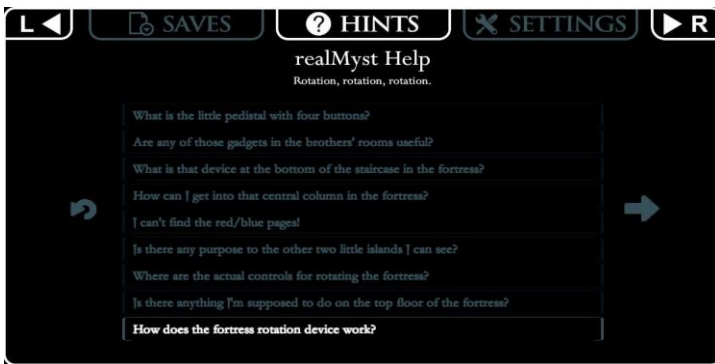 L SAVES ? HINTS SETTINGS R
realMyst Help
Rotation, rotation, rotation.
What is the little pedistal with four buttons?
Are any of those gadgets in the brothers' rooms useful?
What is that device at the bottom of the staircase in the fortress?
How can I get into that central column in the fortress?
I can't find the red/blue pages!
Is there any purpose to the other two little islands I can see?
Where are the actual controls for rotating the fortress?
Is there anything I'm supposed to do on the top floor of the fortress?
How does the fortress rotation device work?